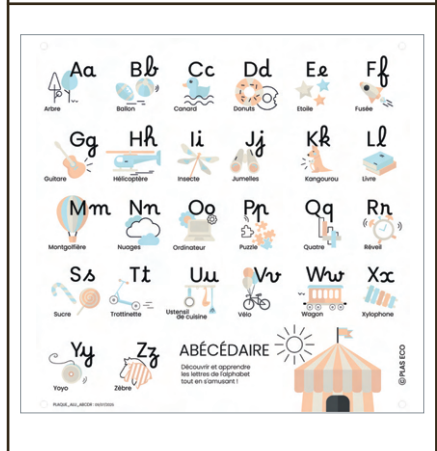 Aa Bb Cc Dd Ee Ff
Arbre Ballon Canard Donuts Etoile Fusée
Gg Hh Ii Jj Kk Ll
Guitare Hélicoptère Insecte Jumelles Kangourou Livre
Mm Nn Oo Pp Qq Rr
Montgolfière Nuages Ordinateur Puzzle Quatre Réveil
Ss Tt Uu Vv Ww Xx
Sucre Trottinette Ustensil de cuisine Vélo Wagon Xylophone
Yy Zz
Yoyo Zèbre
ABÉCÉDAIRE
Découvrir et apprendre
les lettres de l'alphabet
tout en s'amusant !
©PLAS ECO